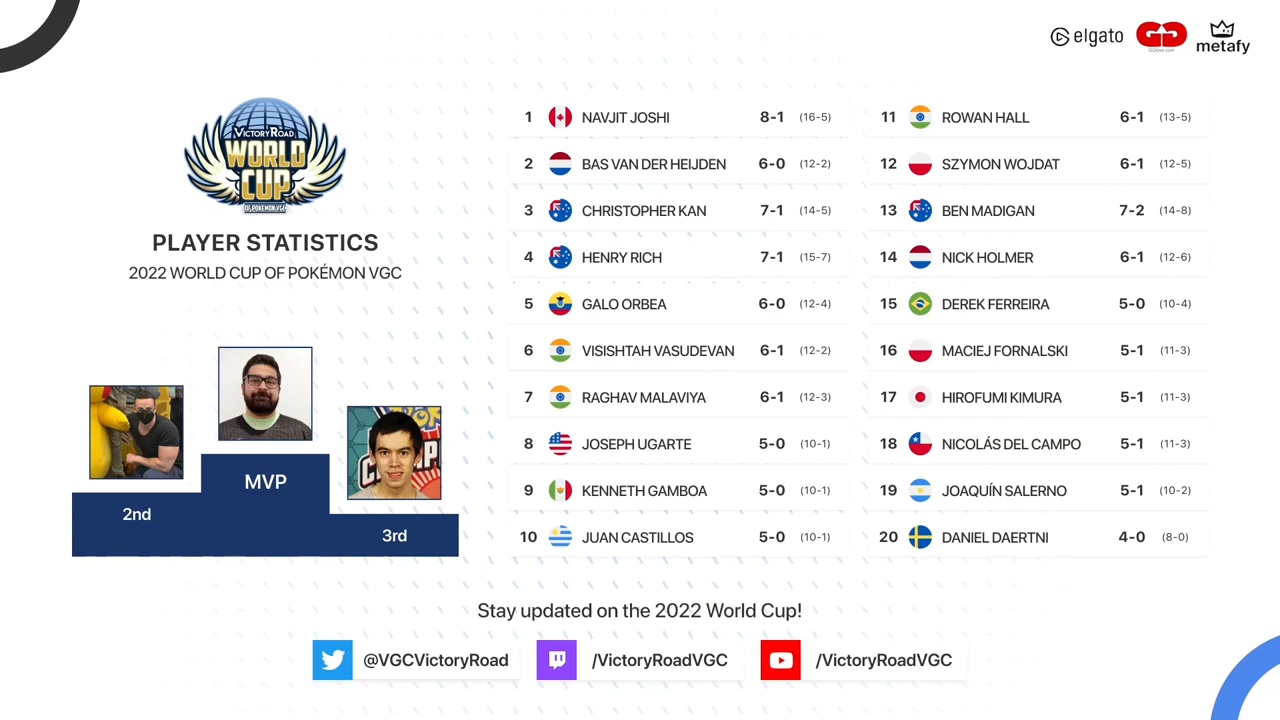 elgato
GG
GGtoor.com
metafy
VICTORY ROAD
WORLD
CUP
OF POKÉMON VGC
PLAYER STATISTICS
2022 WORLD CUP OF POKÉMON VGC
MVP
2nd
3rd
1 NAVJIT JOSHI 8-1 (16-5)
2 BAS VAN DER HEIJDEN 6-0 (12-2)
3 CHRISTOPHER KAN 7-1 (14-5)
4 HENRY RICH 7-1 (15-7)
5 GALO ORBEA 6-0 (12-4)
6 VISISHTAH VASUDEVAN 6-1 (12-2)
7 RAGHAV MALAVIYA 6-1 (12-3)
8 JOSEPH UGARTE 5-0 (10-1)
9 KENNETH GAMBOA 5-0 (10-1)
10 JUAN CASTILLOS 5-0 (10-1)
11 ROWAN HALL 6-1 (13-5)
12 SZYMON WOJDAT 6-1 (12-5)
13 BEN MADIGAN 7-2 (14-8)
14 NICK HOLMER 6-1 (12-6)
15 DEREK FERREIRA 5-0 (10-4)
16 MACIEJ FORNALSKI 5-1 (11-3)
17 HIROFUMI KIMURA 5-1 (11-3)
18 NICOLÁS DEL CAMPO 5-1 (11-3)
19 JOAQUÍN SALERNO 5-1 (10-2)
20 DANIEL DAERTNI 4-0 (8-0)
Stay updated on the 2022 World Cup!
@VGCVictoryRoad
/VictoryRoadVGC
/VictoryRoadVGC